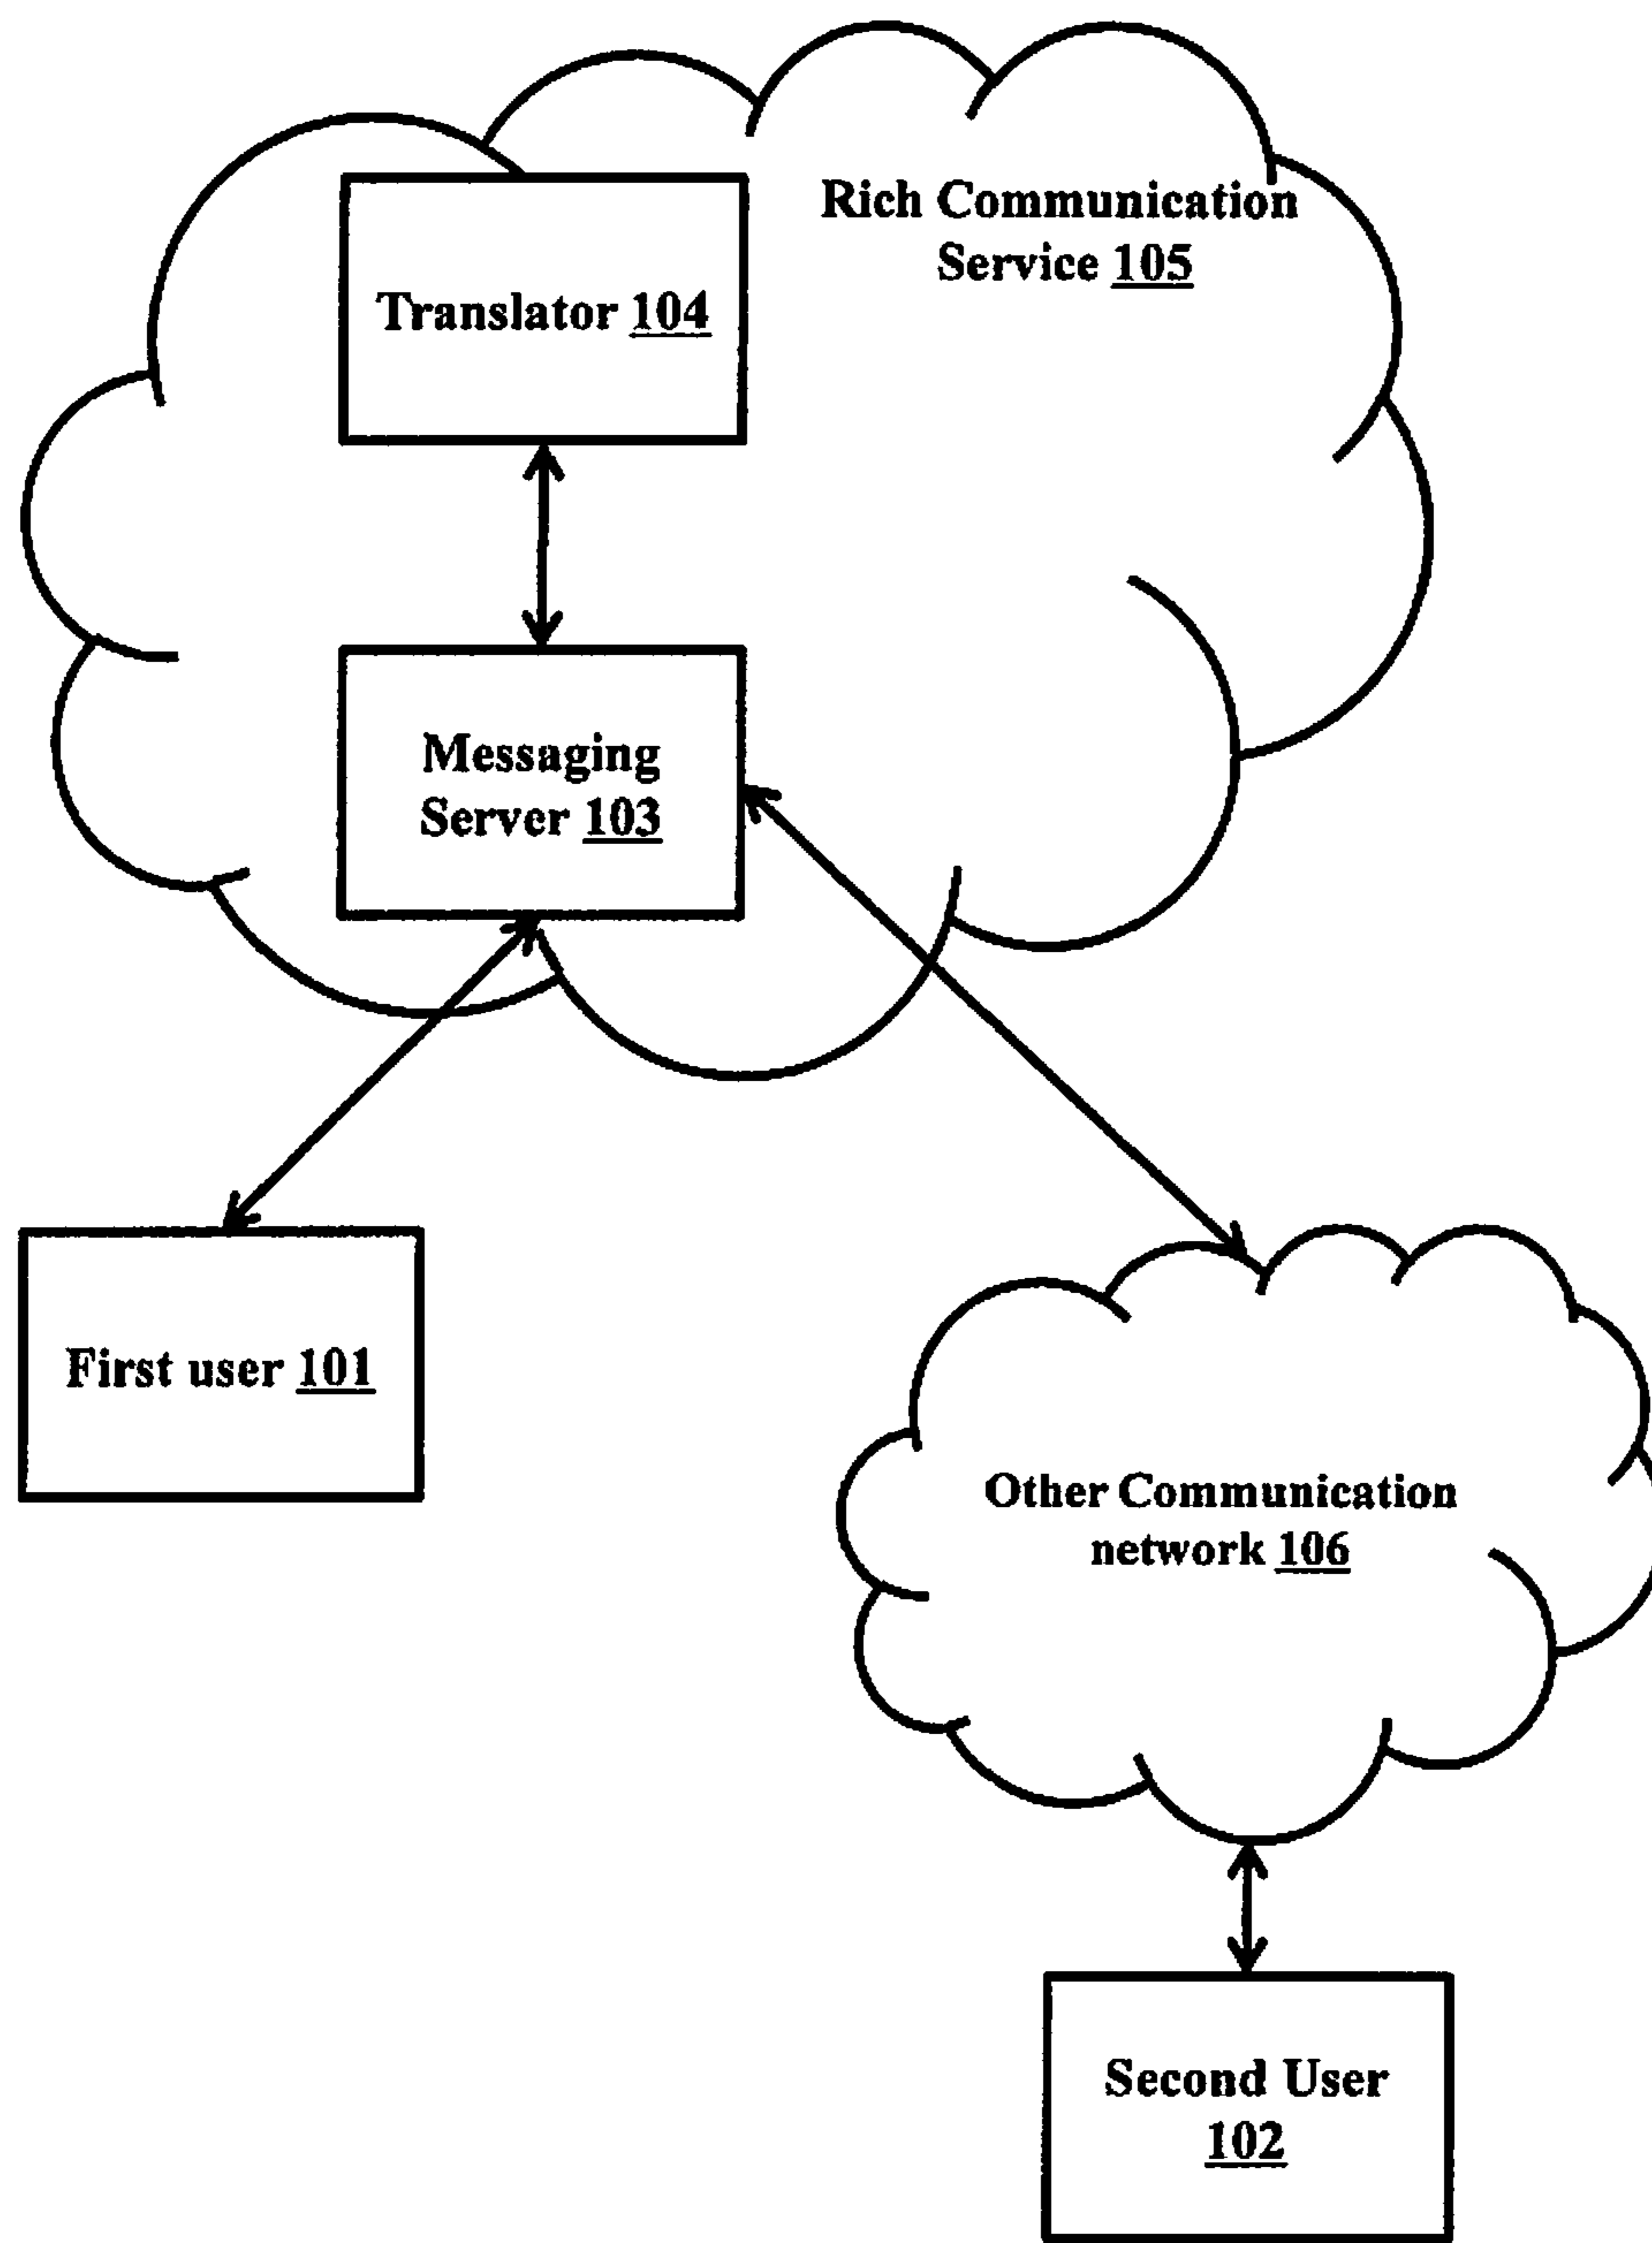 Rich Communication
Service 105
Translator 104
Messaging
Server 103
First user 101
Other Communication
network 106
Second User
102